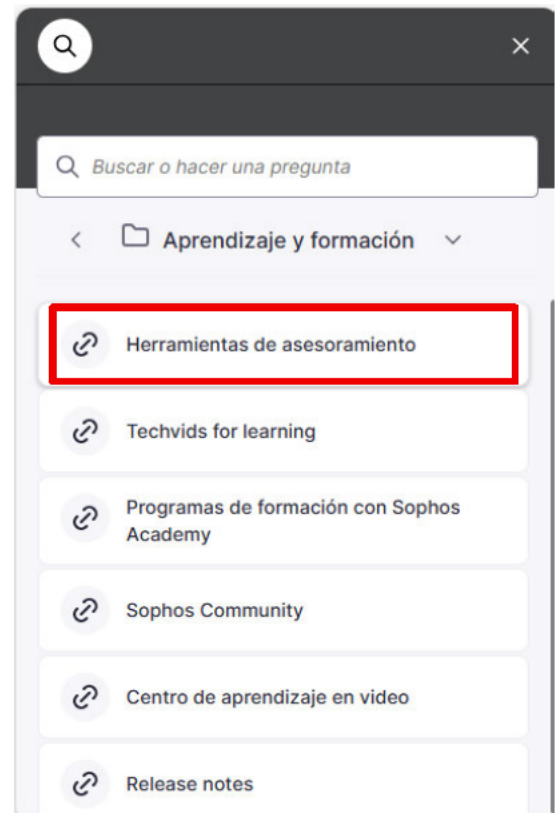 Buscar o hacer una pregunta
Aprendizaje y formación
Herramientas de asesoramiento
Techvids for learning
Programas de formación con Sophos
Academy
Sophos Community
Centro de aprendizaje en video
Release notes